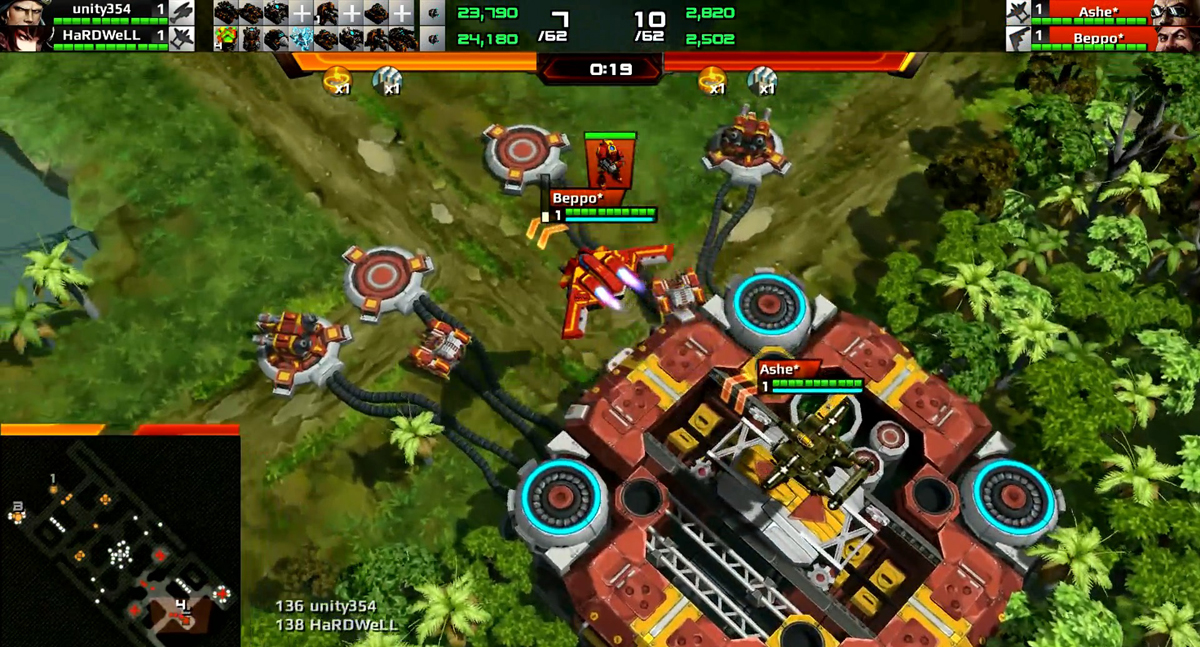 unity354 1
HaRDWeLL 1
23,790 7 10 2,820
24,180 /62 /62 2,502
1 Ashe*
1 Beppo*
0:19
x1 x1 x1 x1
Beppo*
1
Ashe*
1
1
B
4
136 unity354
138 HaRDWeLL